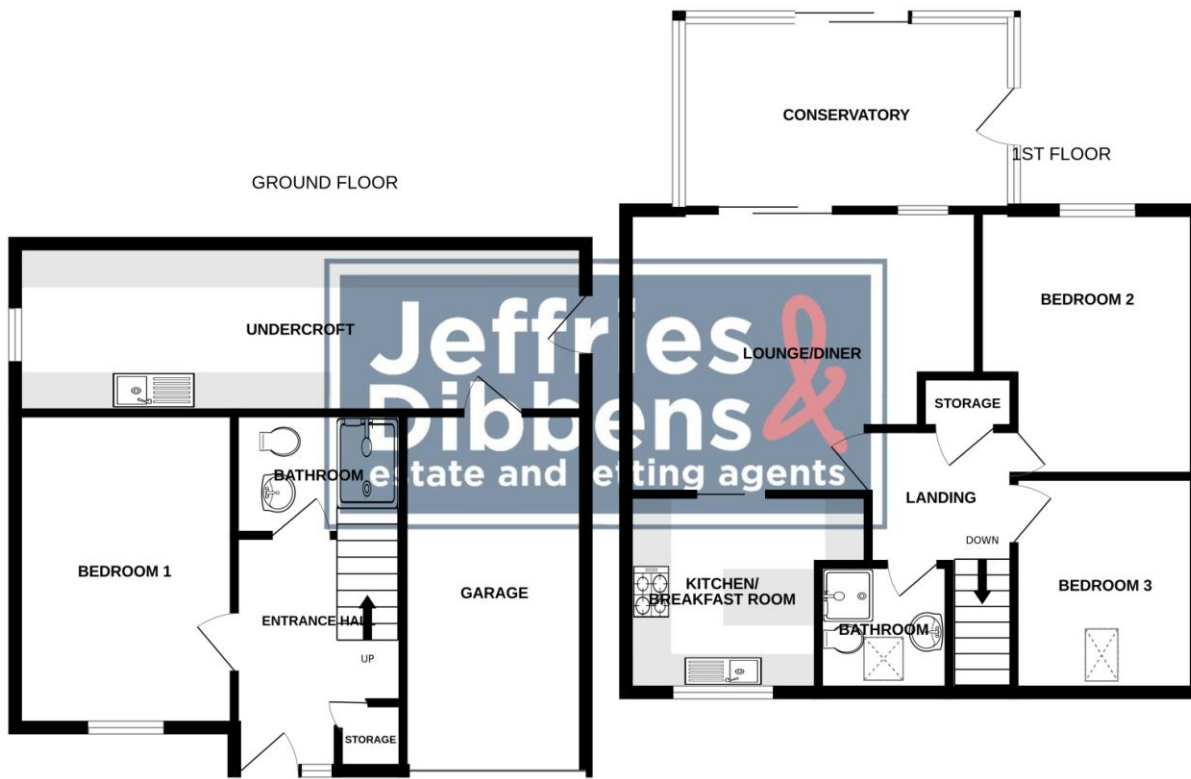 GROUND FLOOR
UNDERCROFT
BATHROOM
BEDROOM 1
ENTRANCE HALL
UP
STORAGE
GARAGE
1ST FLOOR
CONSERVATORY
BEDROOM 2
LOUNGE/DINER
STORAGE
LANDING
DOWN
KITCHEN/
BREAKFAST ROOM
BATHROOM
BEDROOM 3
Jeffries &
Dibbens
estate and letting agents